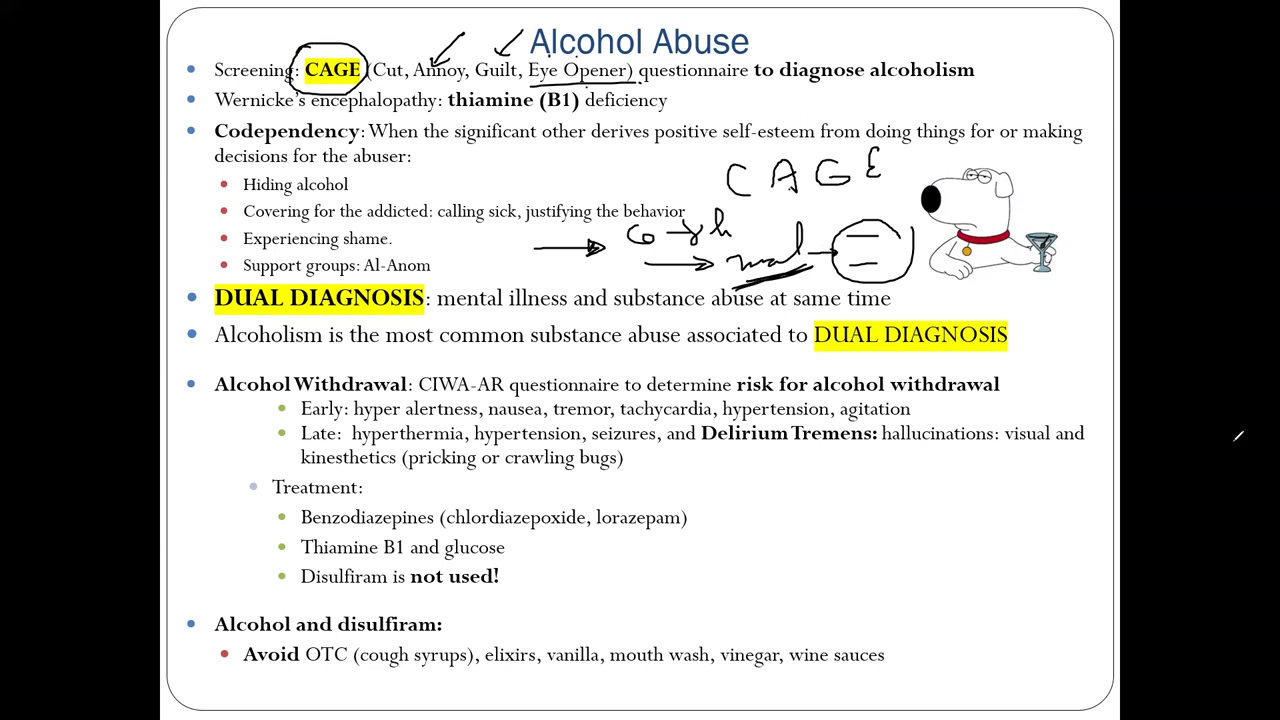 Alcohol Abuse
Screening: CAGE (Cut, Annoy, Guilt, Eye Opener) questionnaire to diagnose alcoholism
Wernicke's encephalopathy: thiamine (B1) deficiency
Codependency: When the significant other derives positive self-esteem from doing things for or making
decisions for the abuser:
C A G E
Hiding alcohol
Covering for the addicted: calling sick, justifying the behavior
Experiencing shame.
Support groups: Al-Anom
DUAL DIAGNOSIS: mental illness and substance abuse at same time
Alcoholism is the most common substance abuse associated to DUAL DIAGNOSIS
Alcohol Withdrawal: CIWA-AR questionnaire to determine risk for alcohol withdrawal
Early: hyper alertness, nausea, tremor, tachycardia, hypertension, agitation
Late: hyperthermia, hypertension, seizures, and Delirium Tremens: hallucinations: visual and
kinesthetics (pricking or crawling bugs)
Treatment:
Benzodiazepines (chlordiazepoxide, lorazepam)
Thiamine B1 and glucose
Disulfiram is not used!
Alcohol and disulfiram:
Avoid OTC (cough syrups), elixirs, vanilla, mouth wash, vinegar, wine sauces